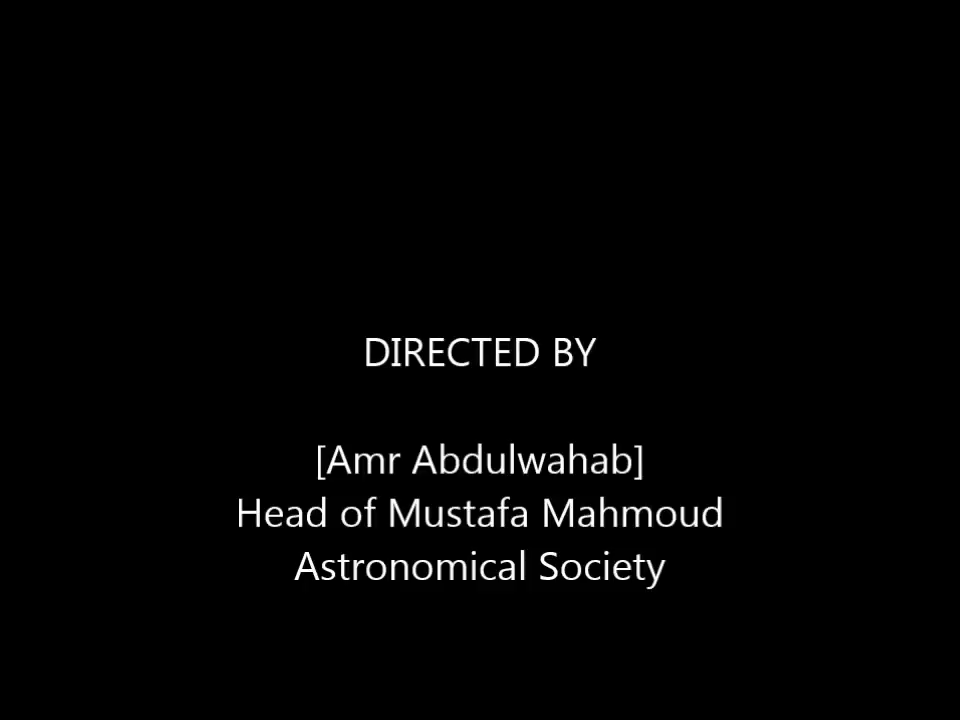 DIRECTED BY
[Amr Abdulwahab]
Head of Mustafa Mahmoud
Astronomical Society